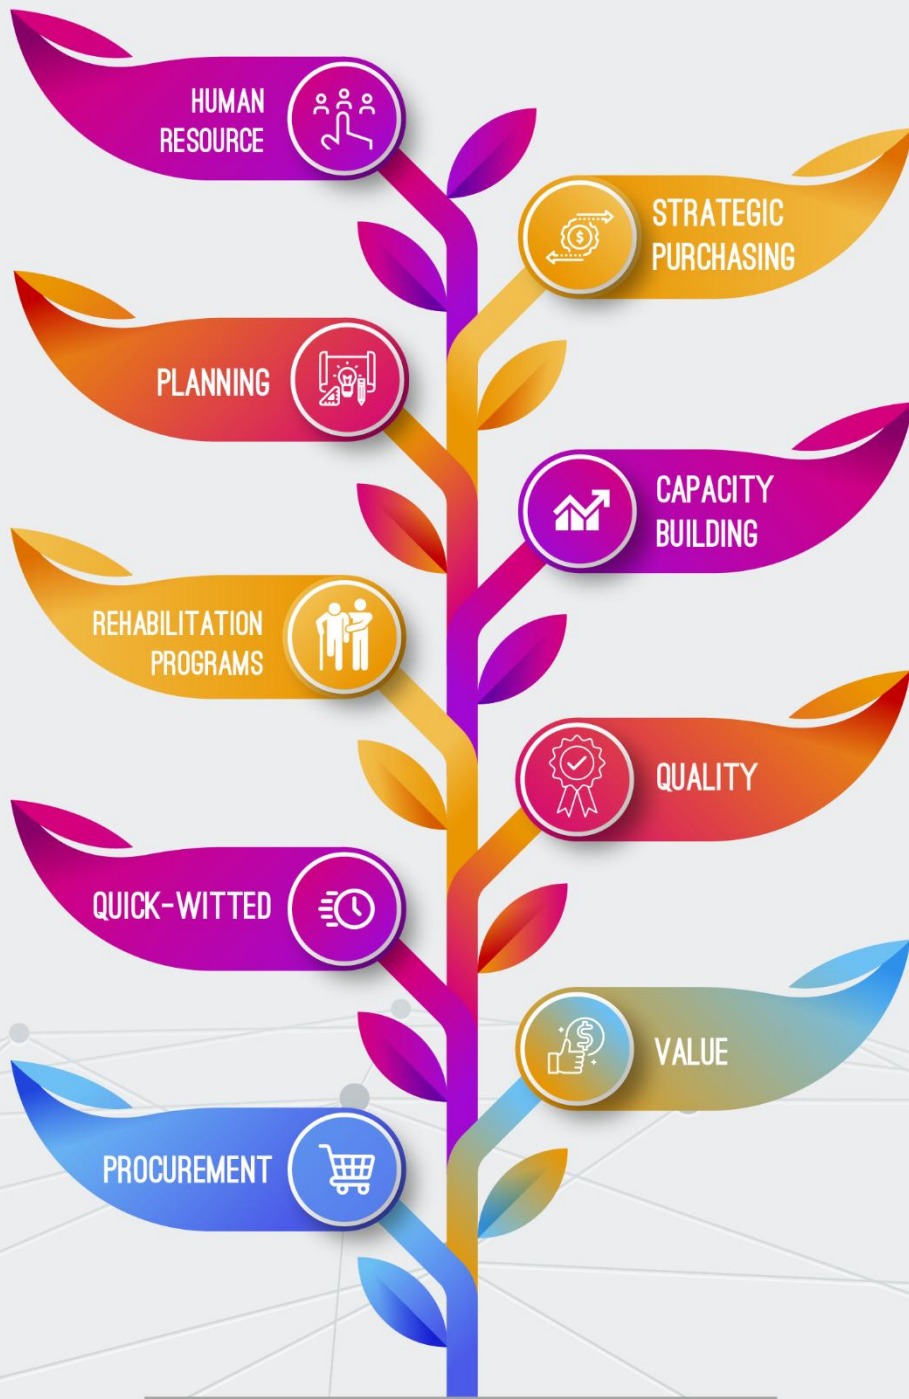 HUMAN
RESOURCE
STRATEGIC
PURCHASING
PLANNING
CAPACITY
BUILDING
REHABILITATION
PROGRAMS
QUALITY
QUICK-WITTED
VALUE
PROCUREMENT